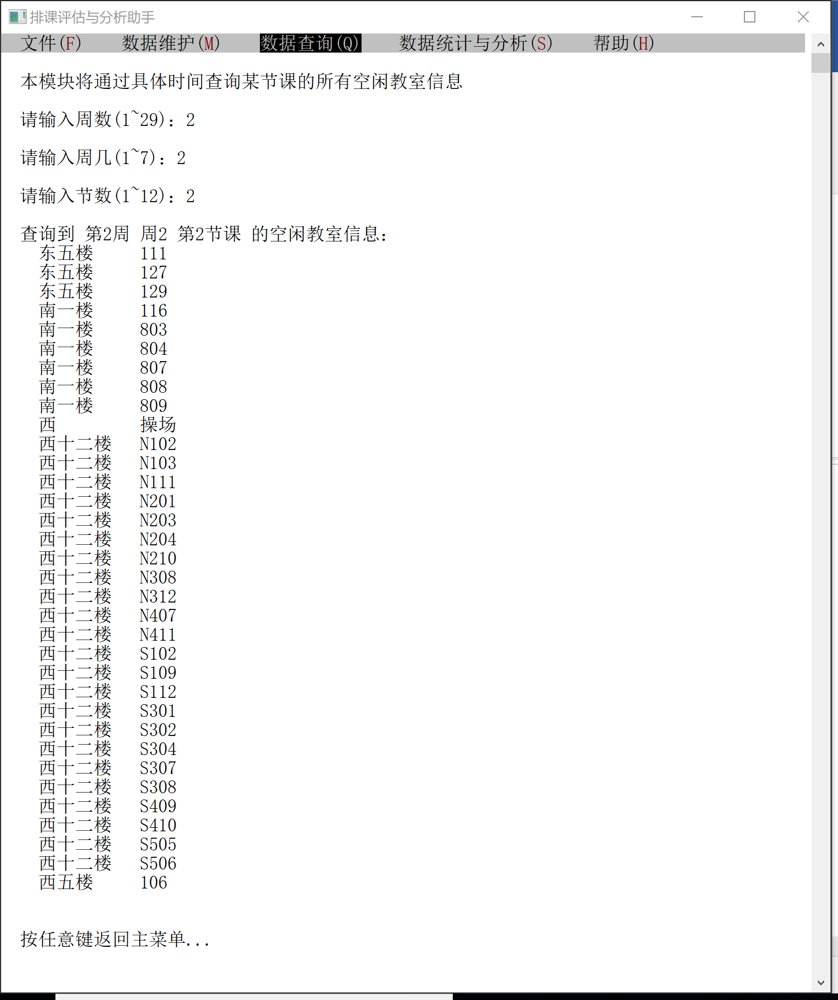 排课评估与分析助手
文件(F) 数据维护(M) 数据查询(Q) 数据统计与分析(S) 帮助(H)
本模块将通过具体时间查询某节课的所有空闲教室信息
请输入周数(1~29): 2
请输入周几(1~7): 2
请输入节数(1~12): 2
查询到 第2周 周2 第2节课 的空闲教室信息:
东五楼 111
东五楼 127
东五楼 129
南一楼 116
南一楼 803
南一楼 804
南一楼 807
南一楼 808
南一楼 809
西 操场
西十二楼 N102
西十二楼 N103
西十二楼 N111
西十二楼 N201
西十二楼 N203
西十二楼 N204
西十二楼 N210
西十二楼 N308
西十二楼 N312
西十二楼 N407
西十二楼 N411
西十二楼 S102
西十二楼 S109
西十二楼 S112
西十二楼 S301
西十二楼 S302
西十二楼 S304
西十二楼 S307
西十二楼 S308
西十二楼 S409
西十二楼 S410
西十二楼 S505
西十二楼 S506
西五楼 106
按任意键返回主菜单...